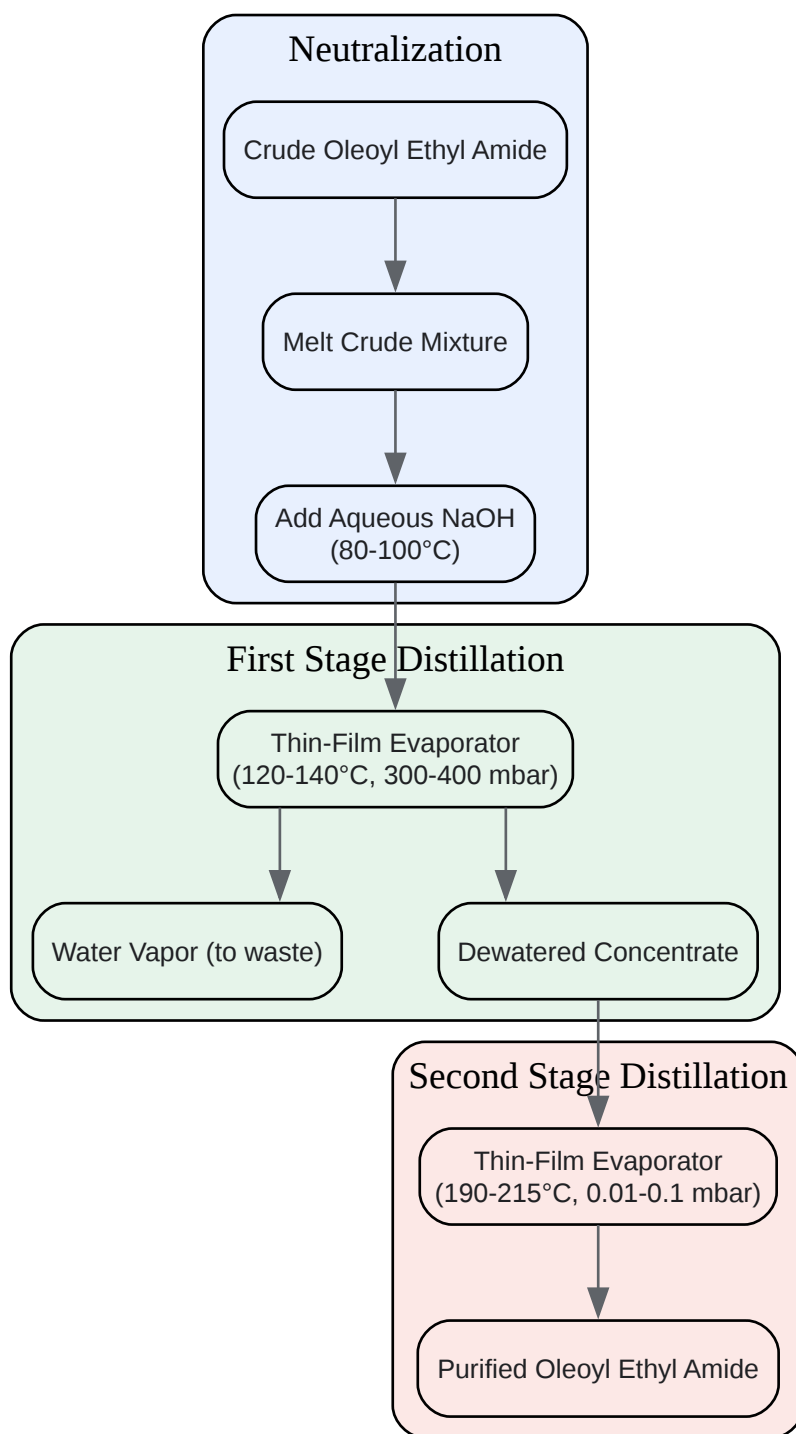 Neutralization
Crude Oleoyl Ethyl Amide
Melt Crude Mixture
Add Aqueous NaOH
(80-100°C)
First Stage Distillation
Thin-Film Evaporator
(120-140°C, 300-400 mbar)
Water Vapor (to waste)
Dewatered Concentrate
Second Stage Distillation
Thin-Film Evaporator
(190-215°C, 0.01-0.1 mbar)
Purified Oleoyl Ethyl Amide